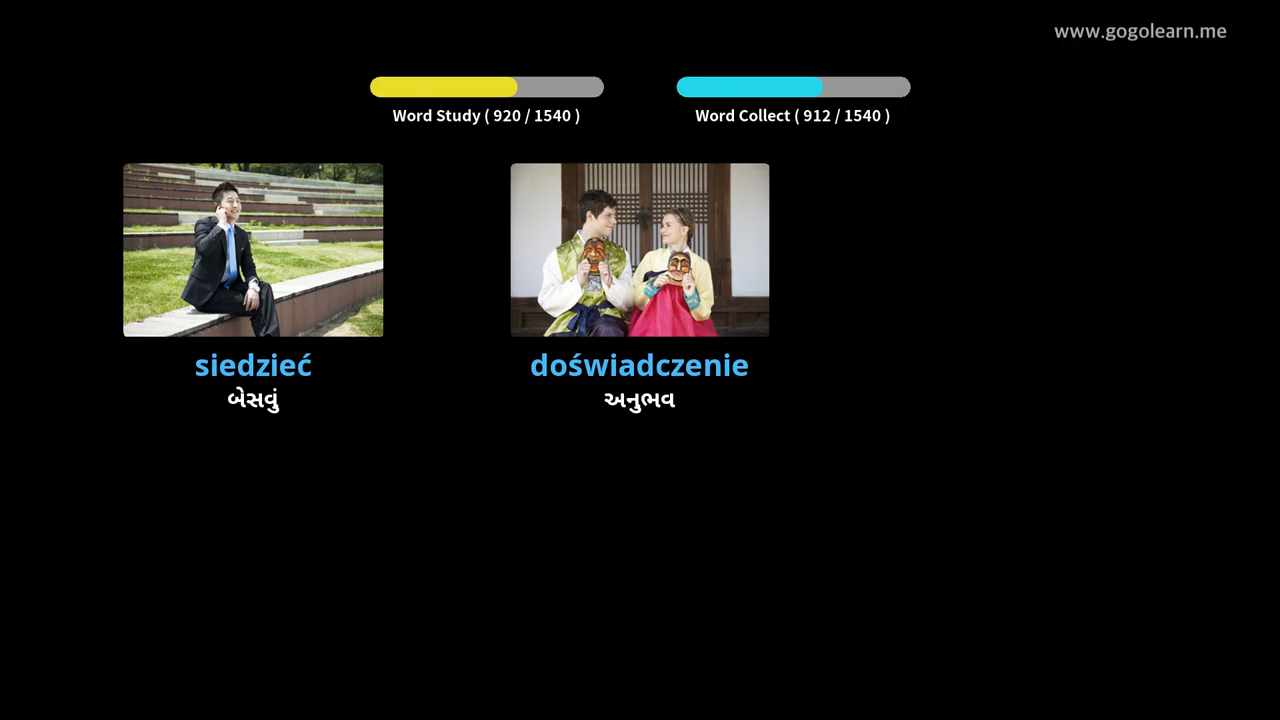 www.gogolearn.me
Word Study ( 920 / 1540 )
Word Collect ( 912 / 1540 )
siedzieć
બેસવું
doświadczenie
અનુભવ